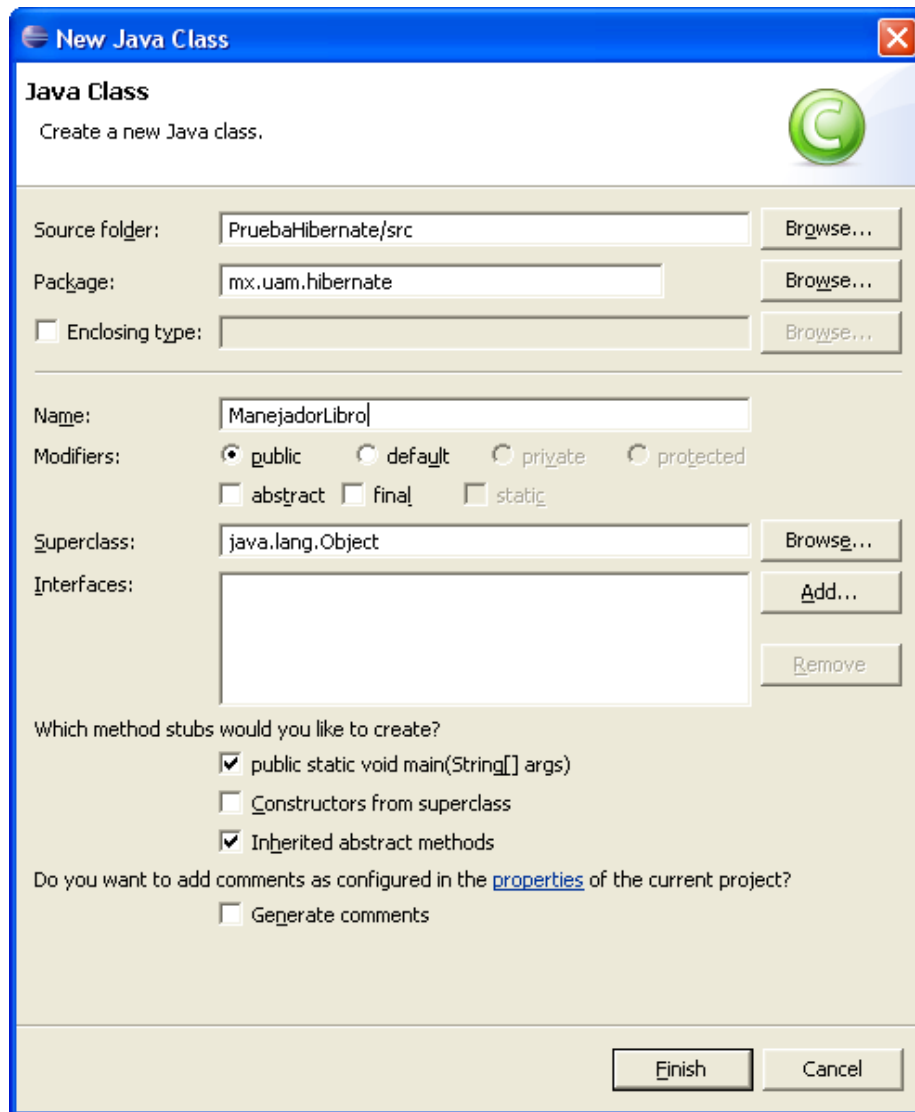 New Java Class
Java Class
Create a new Java class.
C
Source folder: PruebaHibernate/src Browse...
Package: mx.uam.hibernate Browse...
Enclosing type: Browse...
Name: ManejadorLibro
Modifiers: public default private protected
abstract final static
Superclass: java.lang.Object Browse...
Interfaces: Add...
Remove
Which method stubs would you like to create?
public static void main(String[] args)
Constructors from superclass
Inherited abstract methods
Do you want to add comments as configured in the properties of the current project?
Generate comments
Finish Cancel